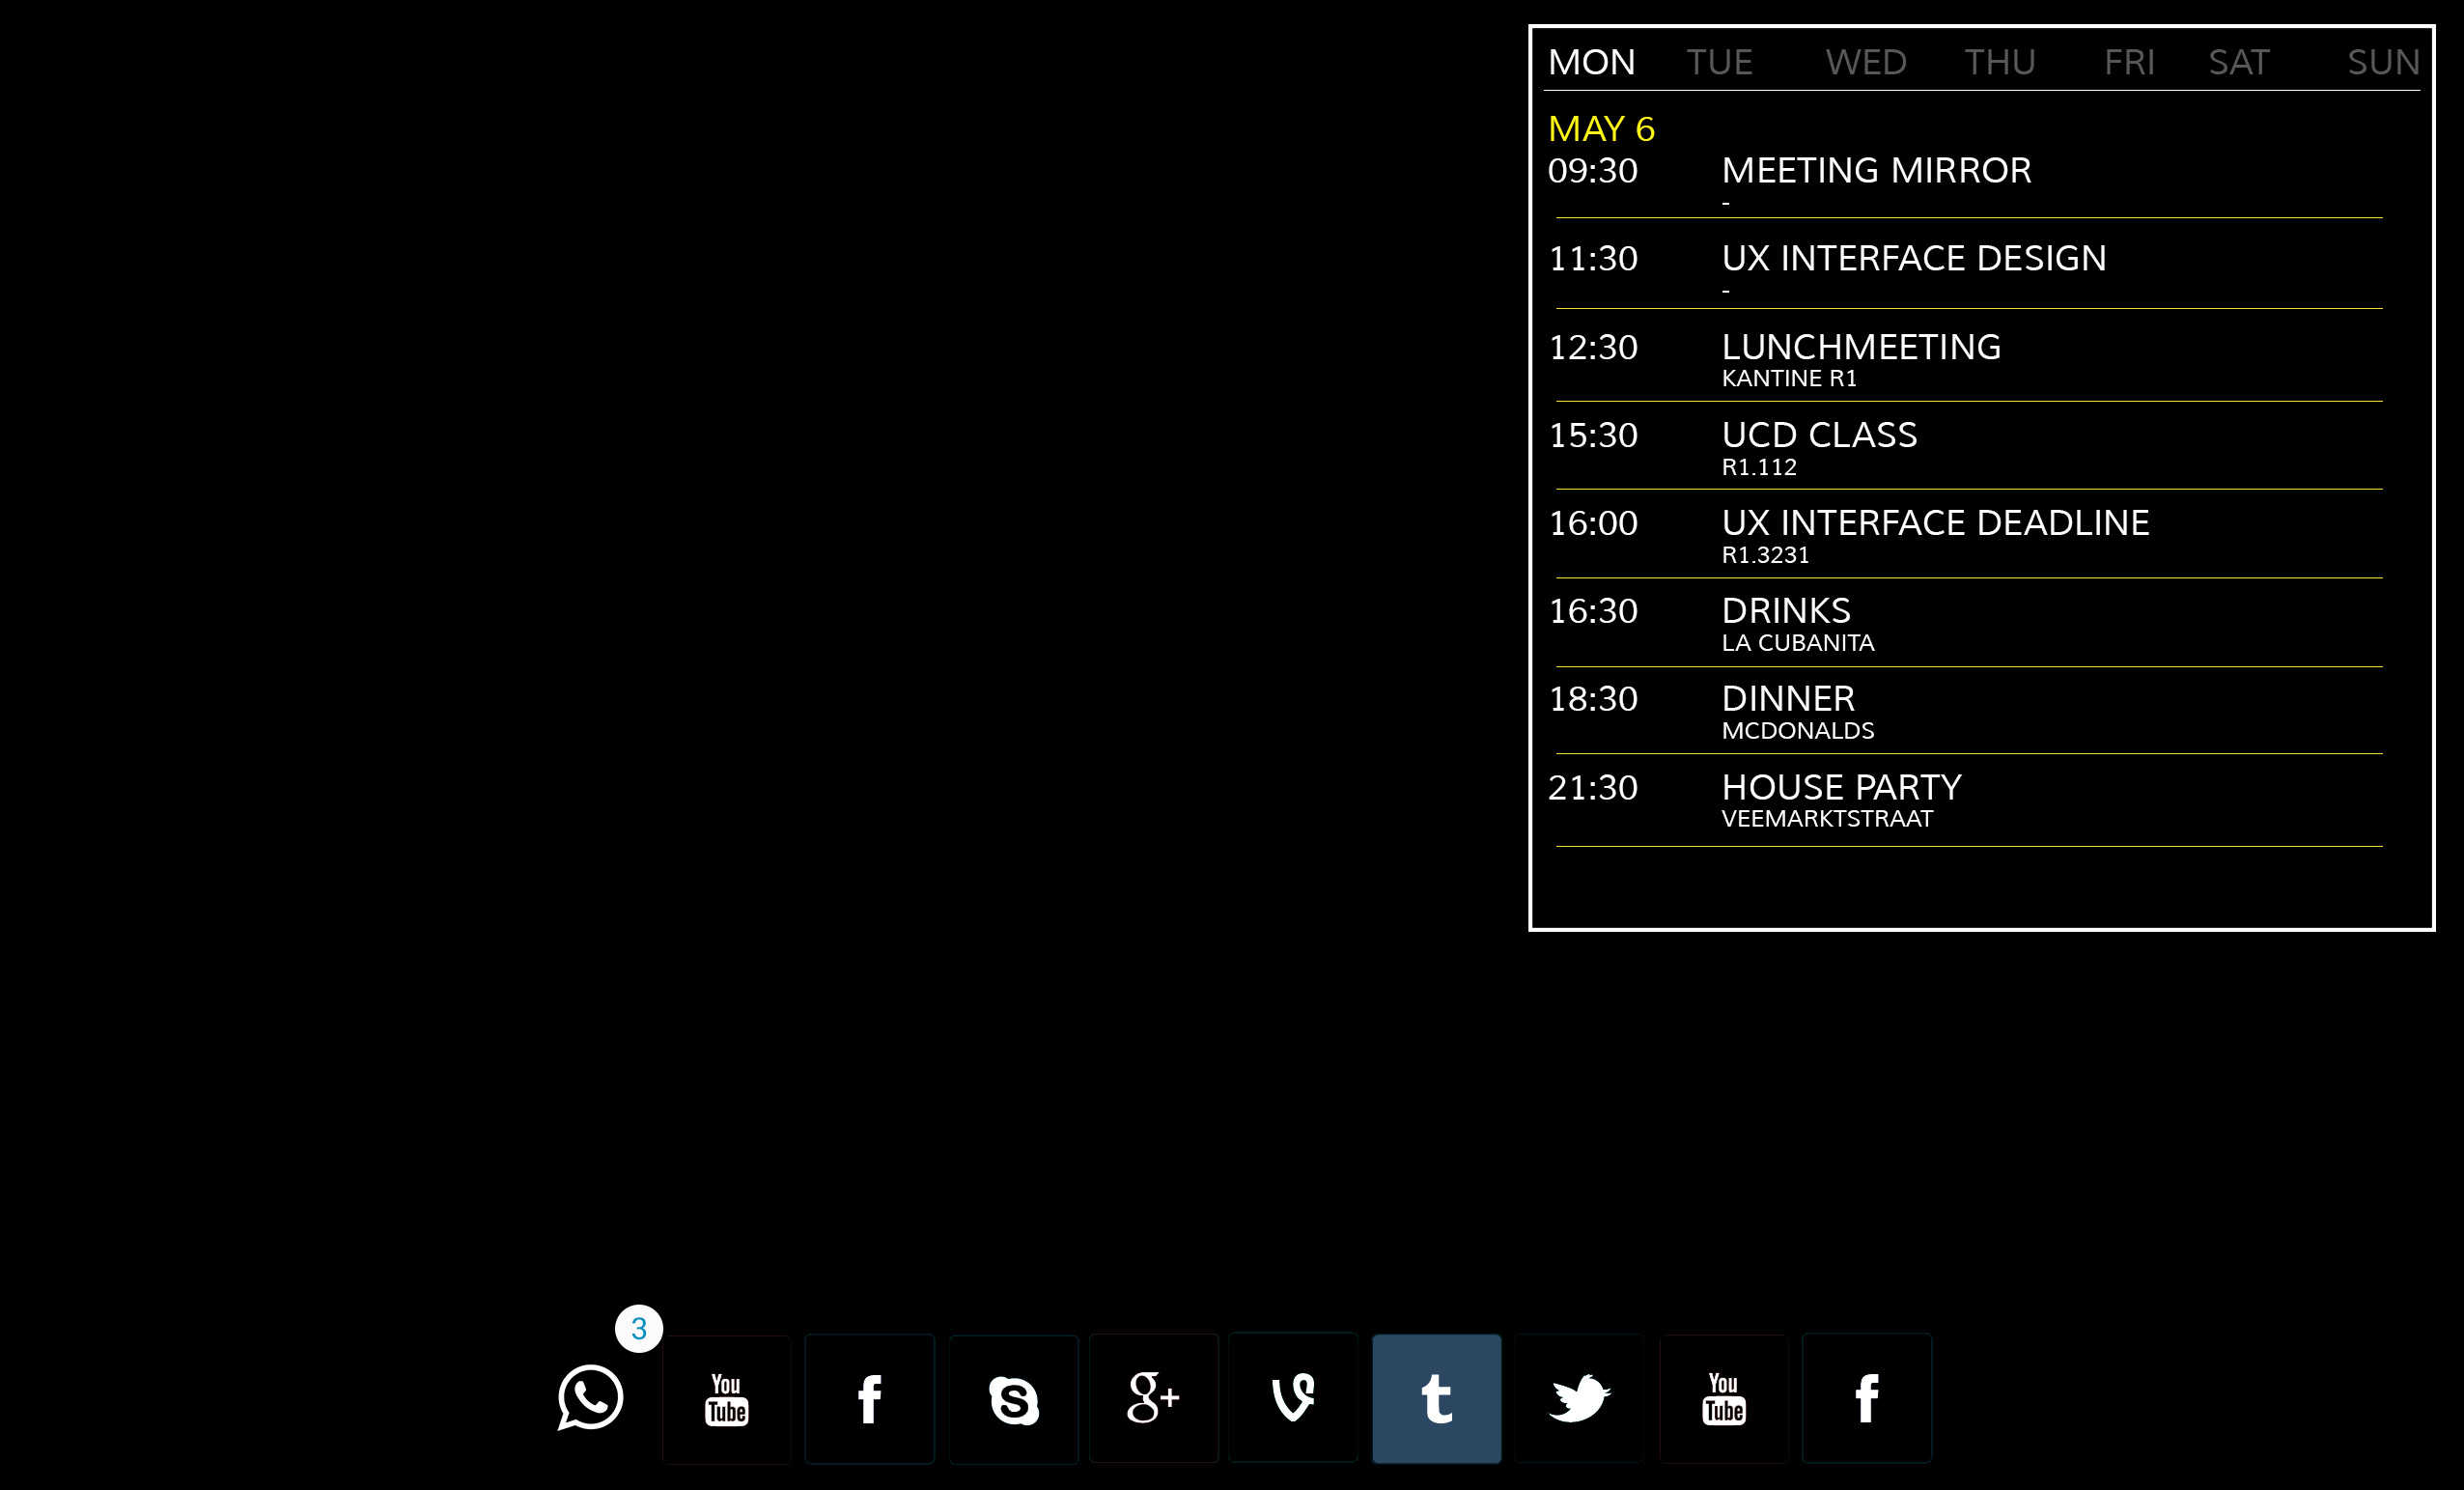 MON TUE WED THU FRI SAT SUN
MAY 6
09:30 MEETING MIRROR
-
11:30 UX INTERFACE DESIGN
-
12:30 LUNCHMEETING
KANTINE R1
15:30 UCD CLASS
R1.112
16:00 UX INTERFACE DEADLINE
R1.3231
16:30 DRINKS
LA CUBANITA
18:30 DINNER
MCDONALDS
21:30 HOUSE PARTY
VEEMARKTSTRAAT
3
You
Tube
f
S
g+
t
You
Tube
f